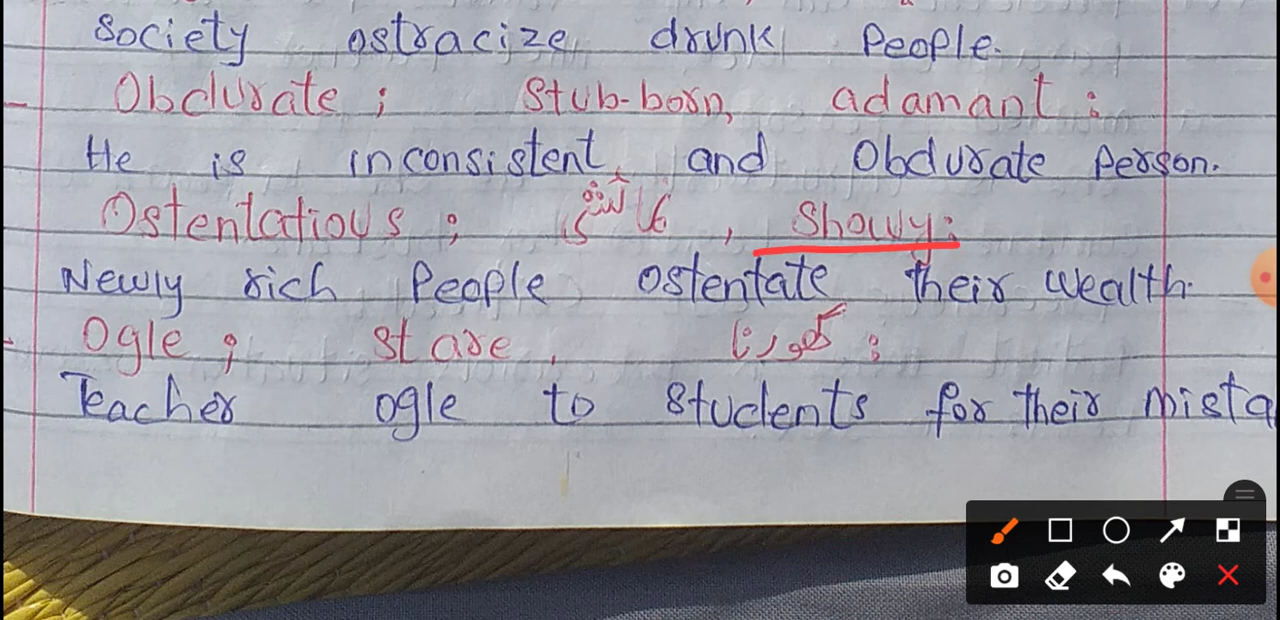 Society ostracize drunk People.
Obdurate ; Stub-born, adamant :
He is inconsistent, and Obdurate Person.
Ostentatious ; نمائشی , Showy:
Newly rich People ostentate their wealth.
Ogle ; stare , گھورنا :
Teacher ogle to students for their mista